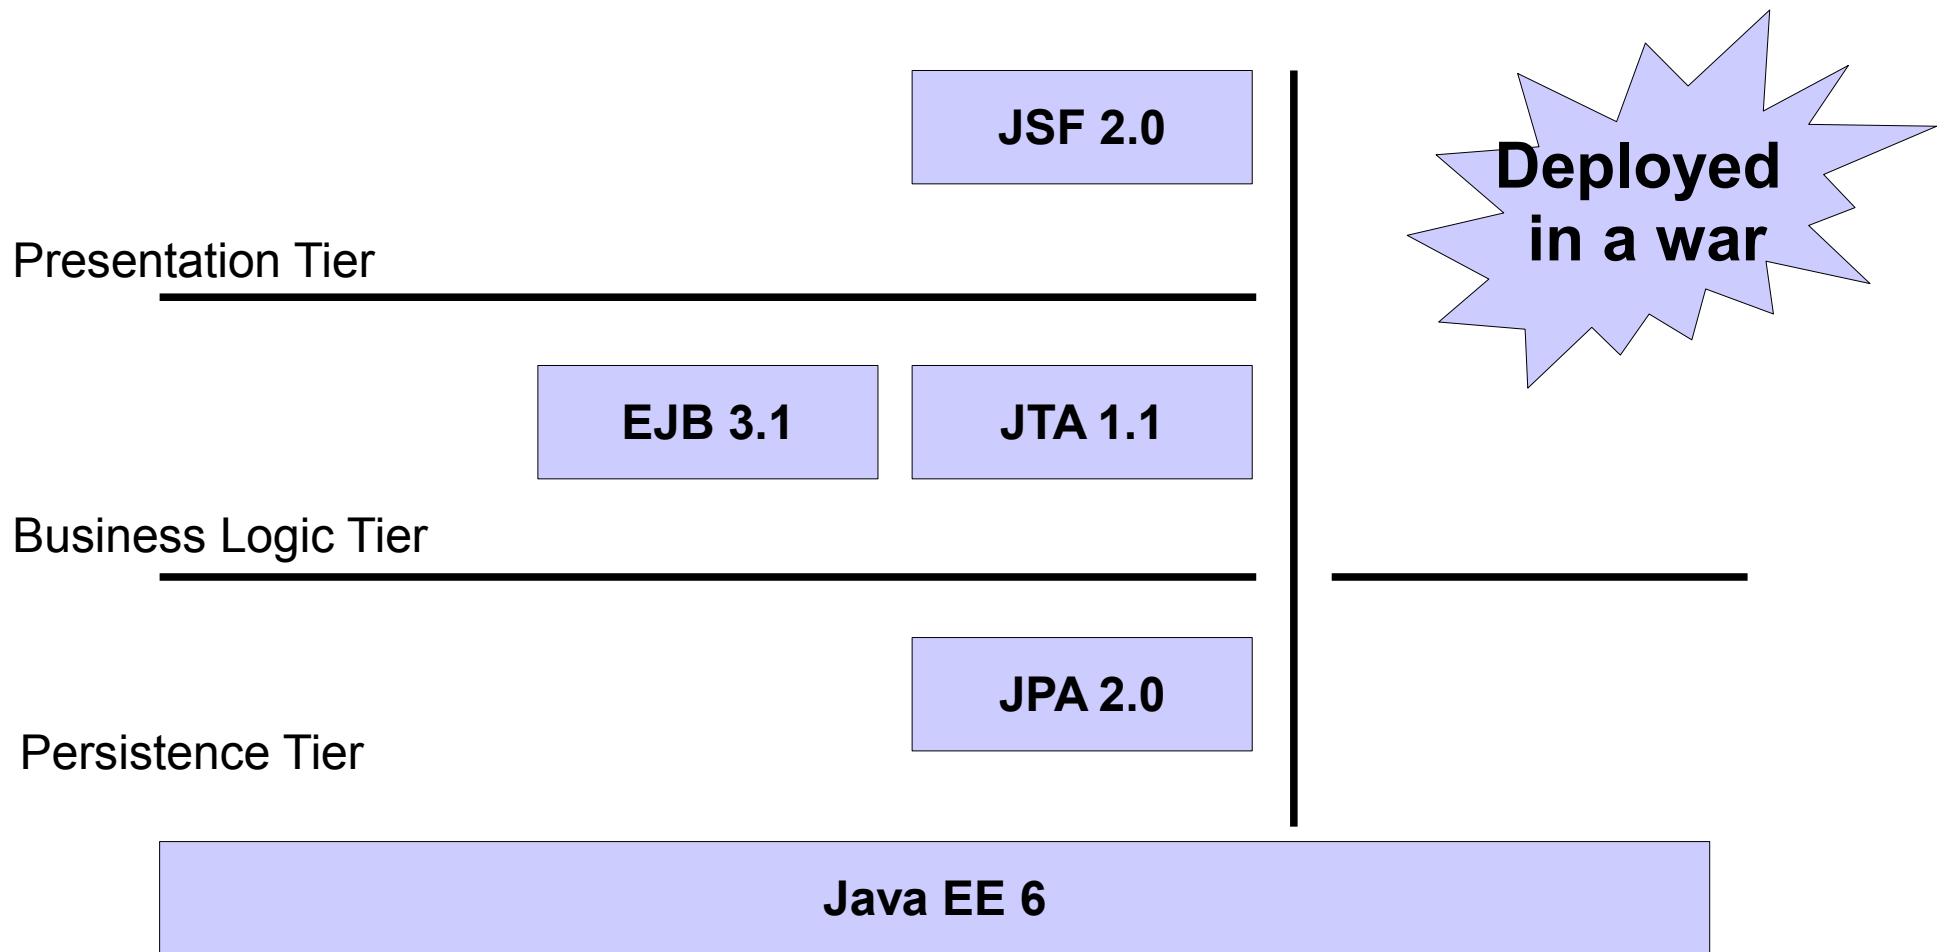 JSF 2.0
Deployed
in a war
Presentation Tier
EJB 3.1
JTA 1.1
Business Logic Tier
JPA 2.0
Persistence Tier
Java EE 6